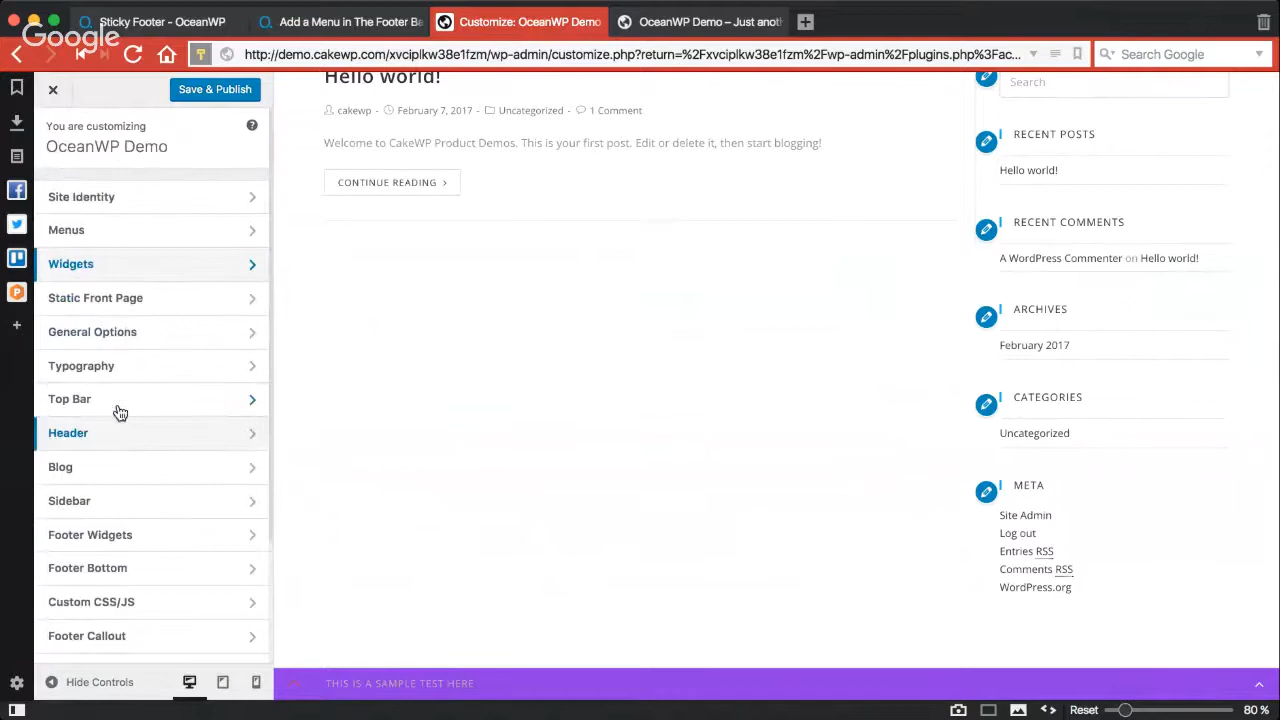 Sticky Footer - OceanWP
Add a Menu in The Footer Ba
Customize: OceanWP Demo
OceanWP Demo – Just anoth
Google
http://demo.cakewp.com/xvciplkw38e1fzm/wp-admin/customize.php?return=%2Fxvciplkw38e1fzm%2Fwp-admin%2Fplugins.php%3Fac...
Search Google
Save & Publish
You are customizing
OceanWP Demo
Site Identity
Menus
Widgets
Static Front Page
General Options
Typography
Top Bar
Header
Blog
Sidebar
Footer Widgets
Footer Bottom
Custom CSS/JS
Footer Callout
Hide Controls
Hello world!
cakewp
February 7, 2017
Uncategorized
1 Comment
Welcome to CakeWP Product Demos. This is your first post. Edit or delete it, then start blogging!
CONTINUE READING
Search
RECENT POSTS
Hello world!
RECENT COMMENTS
A WordPress Commenter on Hello world!
ARCHIVES
February 2017
CATEGORIES
Uncategorized
META
Site Admin
Log out
Entries RSS
Comments RSS
WordPress.org
THIS IS A SAMPLE TEST HERE
Reset
80 %